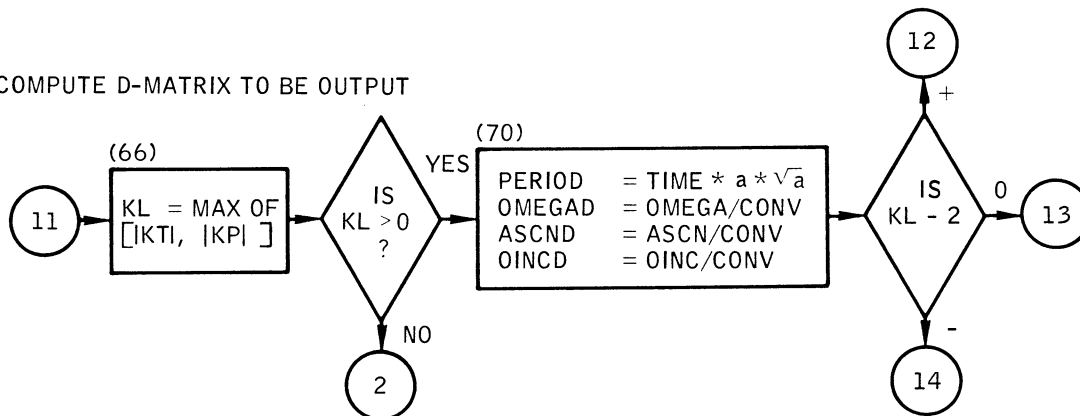 COMPUTE D-MATRIX TO BE OUTPUT
11
(66)
KL = MAX OF
[|KT|, |KP| ]
IS
KL > 0
?
YES
NO
2
(70)
PERIOD = TIME * a * √a
OMEGAD = OMEGA/CONV
ASCND = ASCN/CONV
OINCD = OINC/CONV
IS
KL - 2
+
12
0
13
-
14